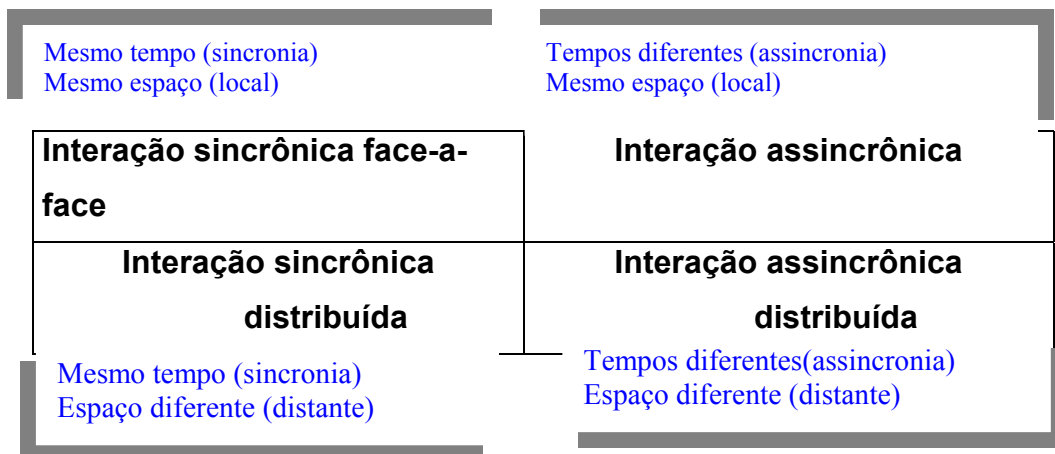 Mesmo tempo (sincronia)
Mesmo espaço (local)
Tempos diferentes (assincronia)
Mesmo espaço (local)
Interação sincrônica face-a-
face
Interação assincrônica
Interação sincrônica
distribuída
Interação assincrônica
distribuída
Mesmo tempo (sincronia)
Espaço diferente (distante)
Tempos diferentes(assincronia)
Espaço diferente (distante)